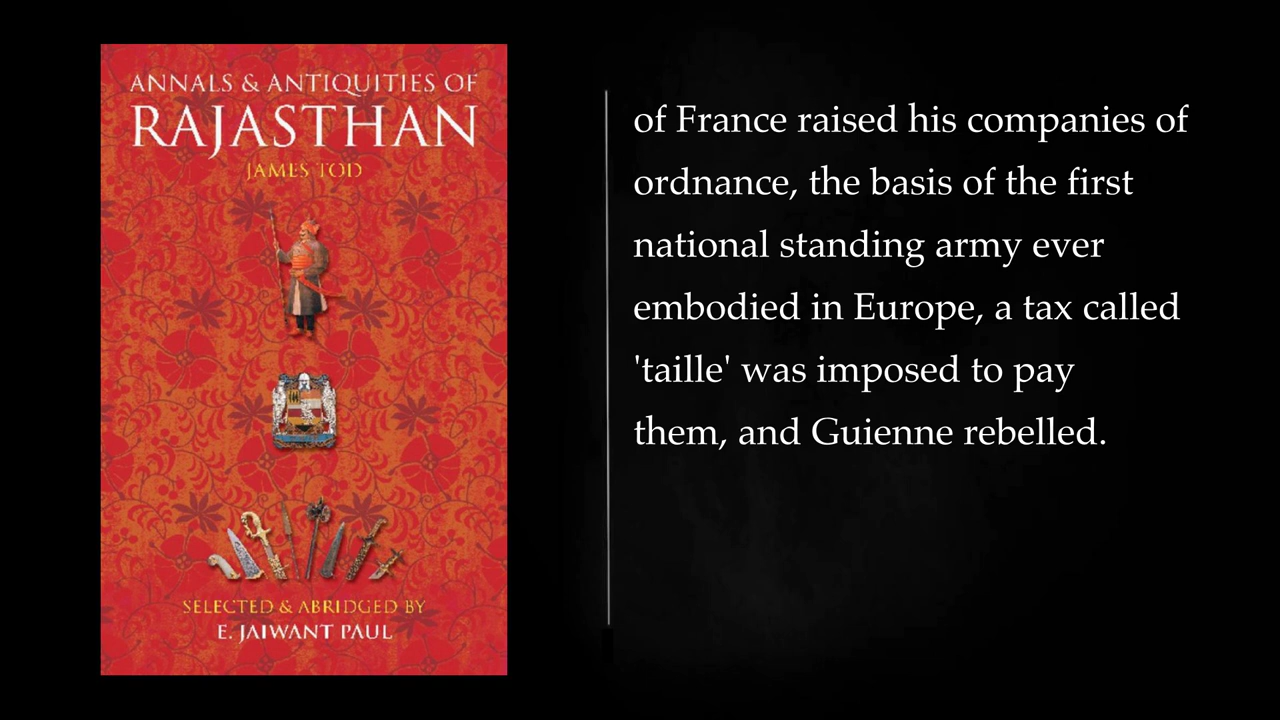 ANNALS & ANTIQUITIES OF
RAJASTHAN
JAMES TOD
SELECTED & ABRIDGED BY
E. JAIWANT PAUL
of France raised his companies of
ordnance, the basis of the first
national standing army ever
embodied in Europe, a tax called
'taille' was imposed to pay
them, and Guienne rebelled.